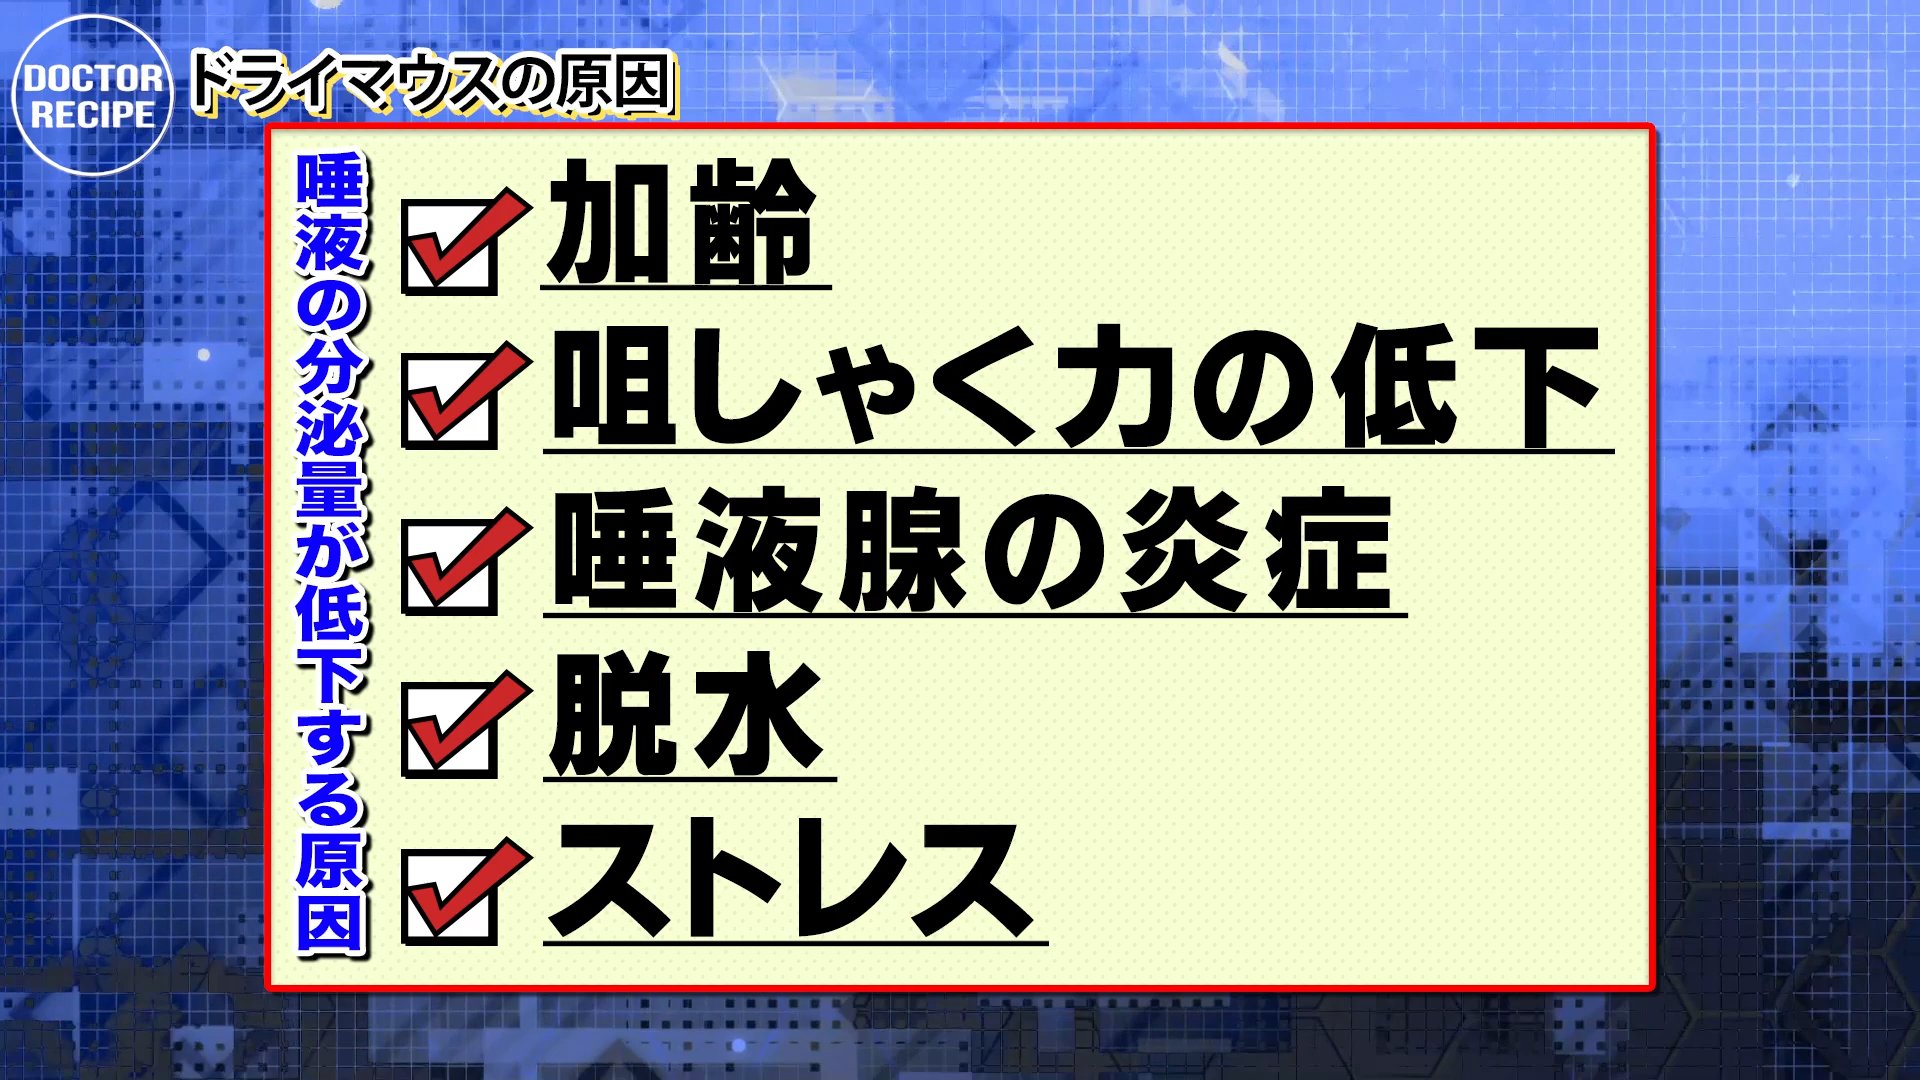 DOCTOR
RECIPE
ドライマウスの原因
唾液の分泌量が低下する原因
加齢
咀しゃく力の低下
唾液腺の炎症
脱水
ストレス